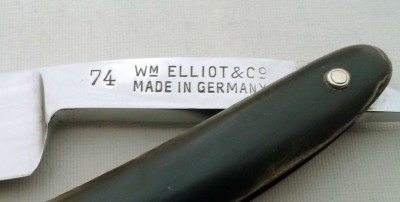 74 WM ELLIOT & CO
MADE IN GERMANY